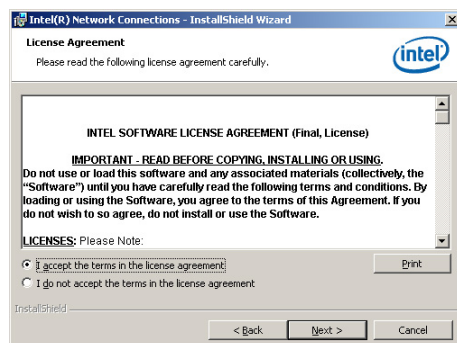 Intel(R) Network Connections - InstallShield Wizard
License Agreement
Please read the following license agreement carefully.
intel
INTEL SOFTWARE LICENSE AGREEMENT (Final, License)
IMPORTANT - READ BEFORE COPYING, INSTALLING OR USING.
Do not use or load this software and any associated materials (collectively, the
"Software") until you have carefully read the following terms and conditions. By
loading or using the Software, you agree to the terms of this Agreement. If you
do not wish to so agree, do not install or use the Software.
LICENSES: Please Note:
I accept the terms in the license agreement
Print
I do not accept the terms in the license agreement
InstallShield
< Back
Next >
Cancel